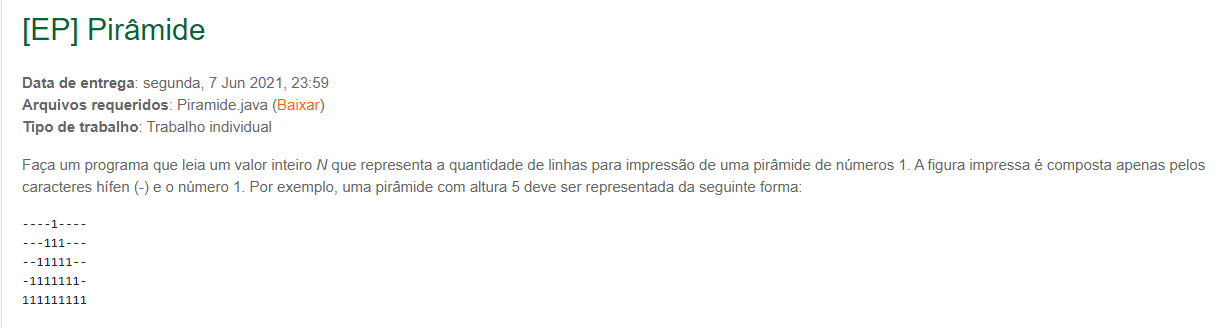 [EP] Pirâmide
Data de entrega: segunda, 7 Jun 2021, 23:59
Arquivos requeridos: Piramide.java (Baixar)
Tipo de trabalho: Trabalho individual
Faça um programa que leia um valor inteiro N que representa a quantidade de linhas para impressão de uma pirâmide de números 1. A figura impressa é composta apenas pelos
caracteres hífen (-) e o número 1. Por exemplo, uma pirâmide com altura 5 deve ser representada da seguinte forma:
----1----
---111---
--11111--
-1111111-
111111111